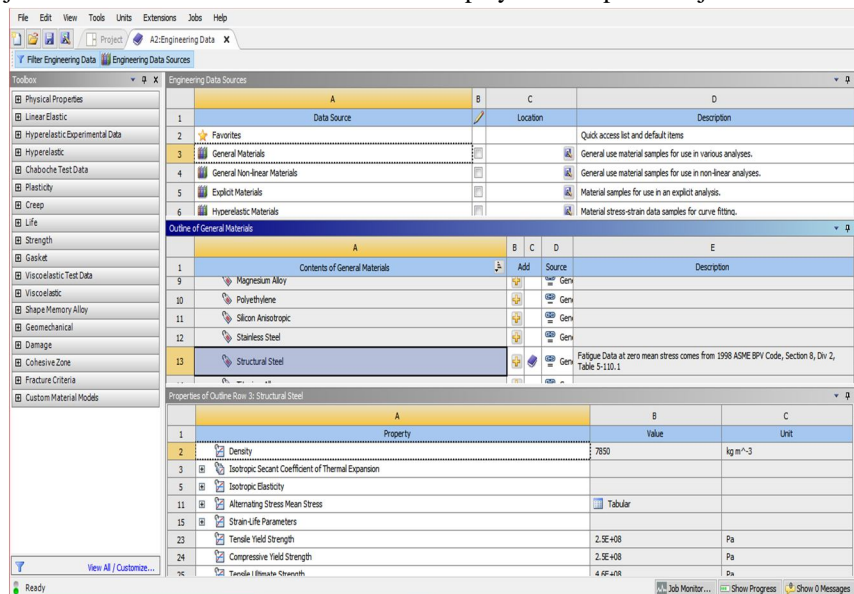 File Edit View Tools Units Extensions Jobs Help
Project A2:Engineering Data X
Filter Engineering Data Engineering Data Sources
Toolbox
Physical Properties
Linear Elastic
Hyperelastic Experimental Data
Hyperelastic
Chaboche Test Data
Plasticity
Creep
Life
Strength
Gasket
Viscoelastic Test Data
Viscoelastic
Shape Memory Alloy
Geomechanical
Damage
Cohesive Zone
Fracture Criteria
Custom Material Models
View All / Customize...
Engineering Data Sources
A B C D
1 Data Source Location Description
2 Favorites Quick access list and default items
3 General Materials General use material samples for use in various analyses.
4 General Non-linear Materials General use material samples for use in non-linear analyses.
5 Explicit Materials Material samples for use in an explicit analysis.
6 Hyperelastic Materials Material stress-strain data samples for curve fitting.
Outline of General Materials
A B C D E
1 Contents of General Materials Add Source Description
9 Magnesium Alloy Gen
10 Polyethylene Gen
11 Silicon Anisotropic Gen
12 Stainless Steel Gen
13 Structural Steel Gen Fatigue Data at zero mean stress comes from 1998 ASME BPV Code, Section 8, Div 2,
Table 5-110.1
Properties of Outline Row 3: Structural Steel
A B C
1 Property Value Unit
2 Density 7850 kg m^-3
3 Isotropic Secant Coefficient of Thermal Expansion
5 Isotropic Elasticity
11 Alternating Stress Mean Stress Tabular
15 Strain-Life Parameters
23 Tensile Yield Strength 2.5E+08 Pa
24 Compressive Yield Strength 2.5E+08 Pa
25 Tensile Ultimate Strength 4.6E+08 Pa
Ready Job Monitor... Show Progress Show 0 Messages